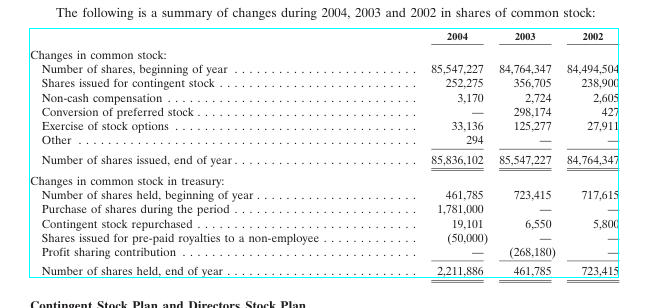 The following is a summary of changes during 2004, 2003 and 2002 in shares of common stock:
2004 2003 2002
Changes in common stock:
Number of shares, beginning of year . . . . . . . . . . . . . . . . . . . . . . . . . 85,547,227 84,764,347 84,494,504
Shares issued for contingent stock . . . . . . . . . . . . . . . . . . . . . . . . . . . 252,275 356,705 238,900
Non-cash compensation . . . . . . . . . . . . . . . . . . . . . . . . . . . . . . . . . . 3,170 2,724 2,605
Conversion of preferred stock . . . . . . . . . . . . . . . . . . . . . . . . . . . . . . — 298,174 427
Exercise of stock options . . . . . . . . . . . . . . . . . . . . . . . . . . . . . . . . . 33,136 125,277 27,911
Other . . . . . . . . . . . . . . . . . . . . . . . . . . . . . . . . . . . . . . . . . . . . . . 294 — —
Number of shares issued, end of year . . . . . . . . . . . . . . . . . . . . . . . . . 85,836,102 85,547,227 84,764,347
Changes in common stock in treasury:
Number of shares held, beginning of year . . . . . . . . . . . . . . . . . . . . . . 461,785 723,415 717,615
Purchase of shares during the period . . . . . . . . . . . . . . . . . . . . . . . . . 1,781,000 — —
Contingent stock repurchased . . . . . . . . . . . . . . . . . . . . . . . . . . . . . . 19,101 6,550 5,800
Shares issued for pre-paid royalties to a non-employee . . . . . . . . . . . . . (50,000) — —
Profit sharing contribution . . . . . . . . . . . . . . . . . . . . . . . . . . . . . . . . — (268,180) —
Number of shares held, end of year . . . . . . . . . . . . . . . . . . . . . . . . . . 2,211,886 461,785 723,415
Contingent Stock Plan and Directors Stock Plan